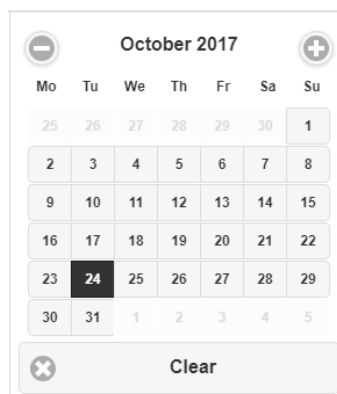 October 2017
Mo Tu We Th Fr Sa Su
25 26 27 28 29 30 1
2 3 4 5 6 7 8
9 10 11 12 13 14 15
16 17 18 19 20 21 22
23 24 25 26 27 28 29
30 31 1 2 3 4 5
Clear